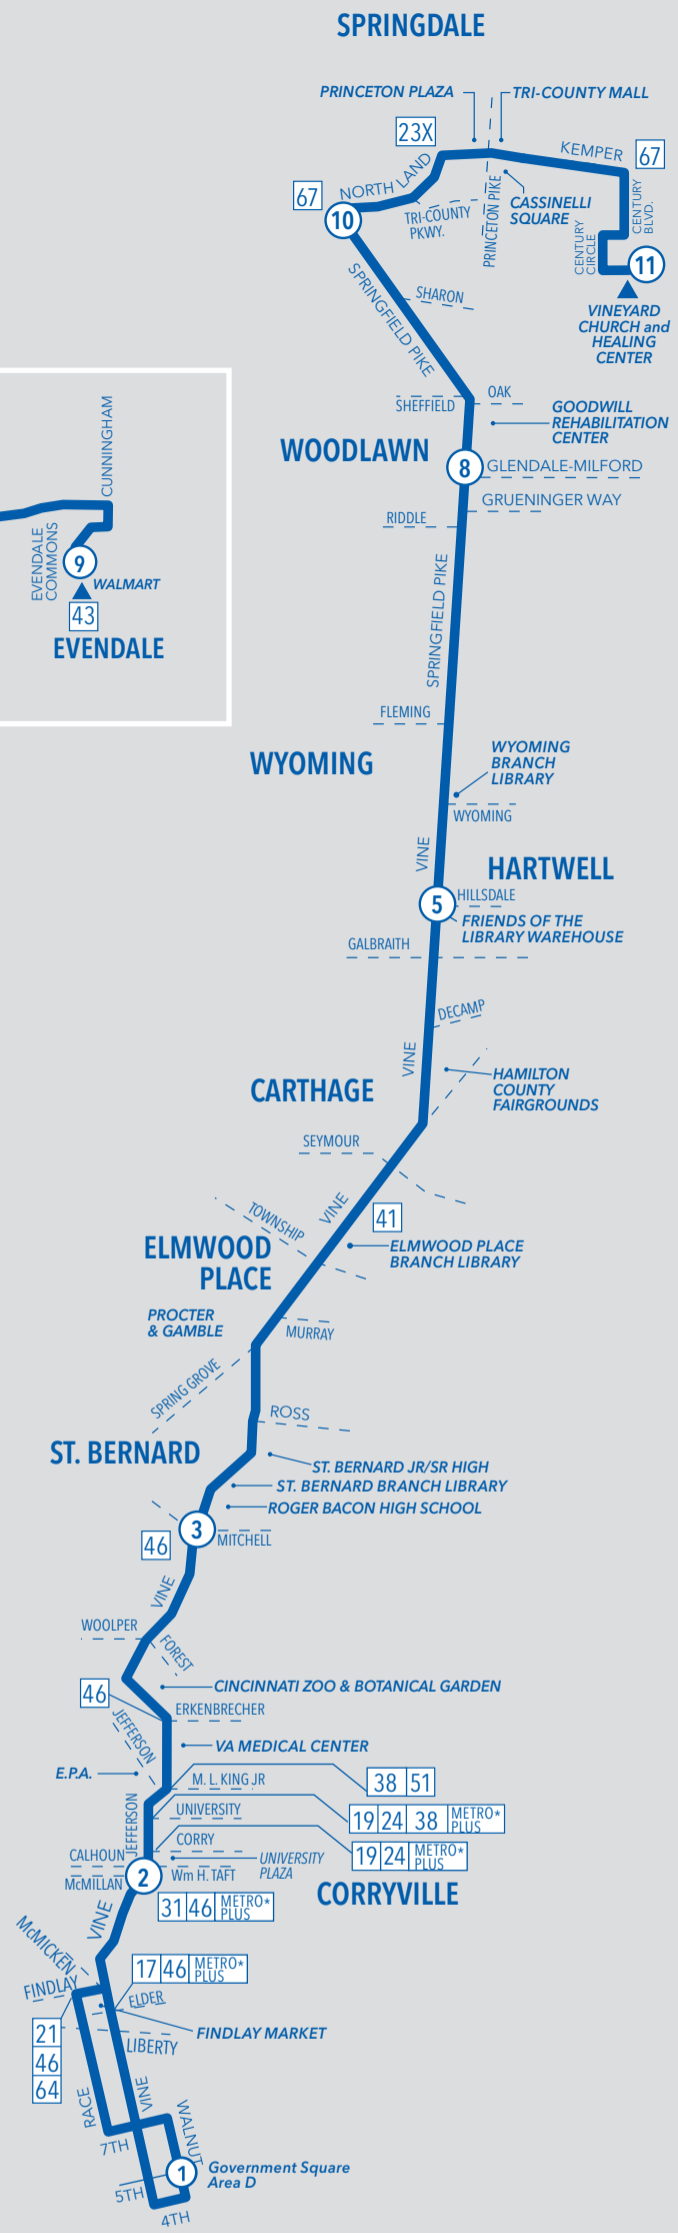 SPRINGDALE
PRINCETON PLAZA
TRI-COUNTY MALL
23X
KEMPER
67
NORTHLAND
67
TRI-COUNTY
PKWY.
PRINCETON PIKE
CASSINELLI
SQUARE
CENTURY
BLVD.
CENTURY
CIRCLE
10
11
SPRINGFIELD PIKE
SHARON
VINEYARD
CHURCH and
HEALING
CENTER
SHEFFIELD
OAK
GOODWILL
REHABILITATION
CENTER
WOODLAWN
8
GLENDALE-MILFORD
GRUENINGER WAY
RIDDLE
CUNNINGHAM
EVENDALE
COMMONS
9
WALMART
43
EVENDALE
SPRINGFIELD PIKE
FLEMING
WYOMING
WYOMING
BRANCH
LIBRARY
WYOMING
VINE
HARTWELL
5
HILLSDALE
FRIENDS OF THE
LIBRARY WAREHOUSE
GALBRAITH
DECAMP
VINE
HAMILTON
COUNTY
FAIRGROUNDS
CARTHAGE
SEYMOUR
VINE
41
TOWNSHIP
ELMWOOD
PLACE
ELMWOOD PLACE
BRANCH LIBRARY
PROCTER
& GAMBLE
MURRAY
SPRING GROVE
ROSS
ST. BERNARD
ST. BERNARD JR/SR HIGH
ST. BERNARD BRANCH LIBRARY
ROGER BACON HIGH SCHOOL
3
MITCHELL
46
VINE
WOOLPER
FOREST
CINCINNATI ZOO & BOTANICAL GARDEN
46
ERKENBRECHER
JEFFERSON
VA MEDICAL CENTER
E.P.A.
M. L. KING JR
38 51
JEFFERSON
UNIVERSITY
19 24 38 METRO*
PLUS
CORRY
CALHOUN
UNIVERSITY
PLAZA
19 24 METRO*
PLUS
McMILLAN
2
Wm H. TAFT
CORRYVILLE
31 46 METRO*
PLUS
VINE
McMICKEN
17 46 METRO*
PLUS
FINDLAY
ELDER
FINDLAY MARKET
21
46
64
LIBERTY
RACE
VINE
WALNUT
7TH
1
Government Square
Area D
5TH
4TH